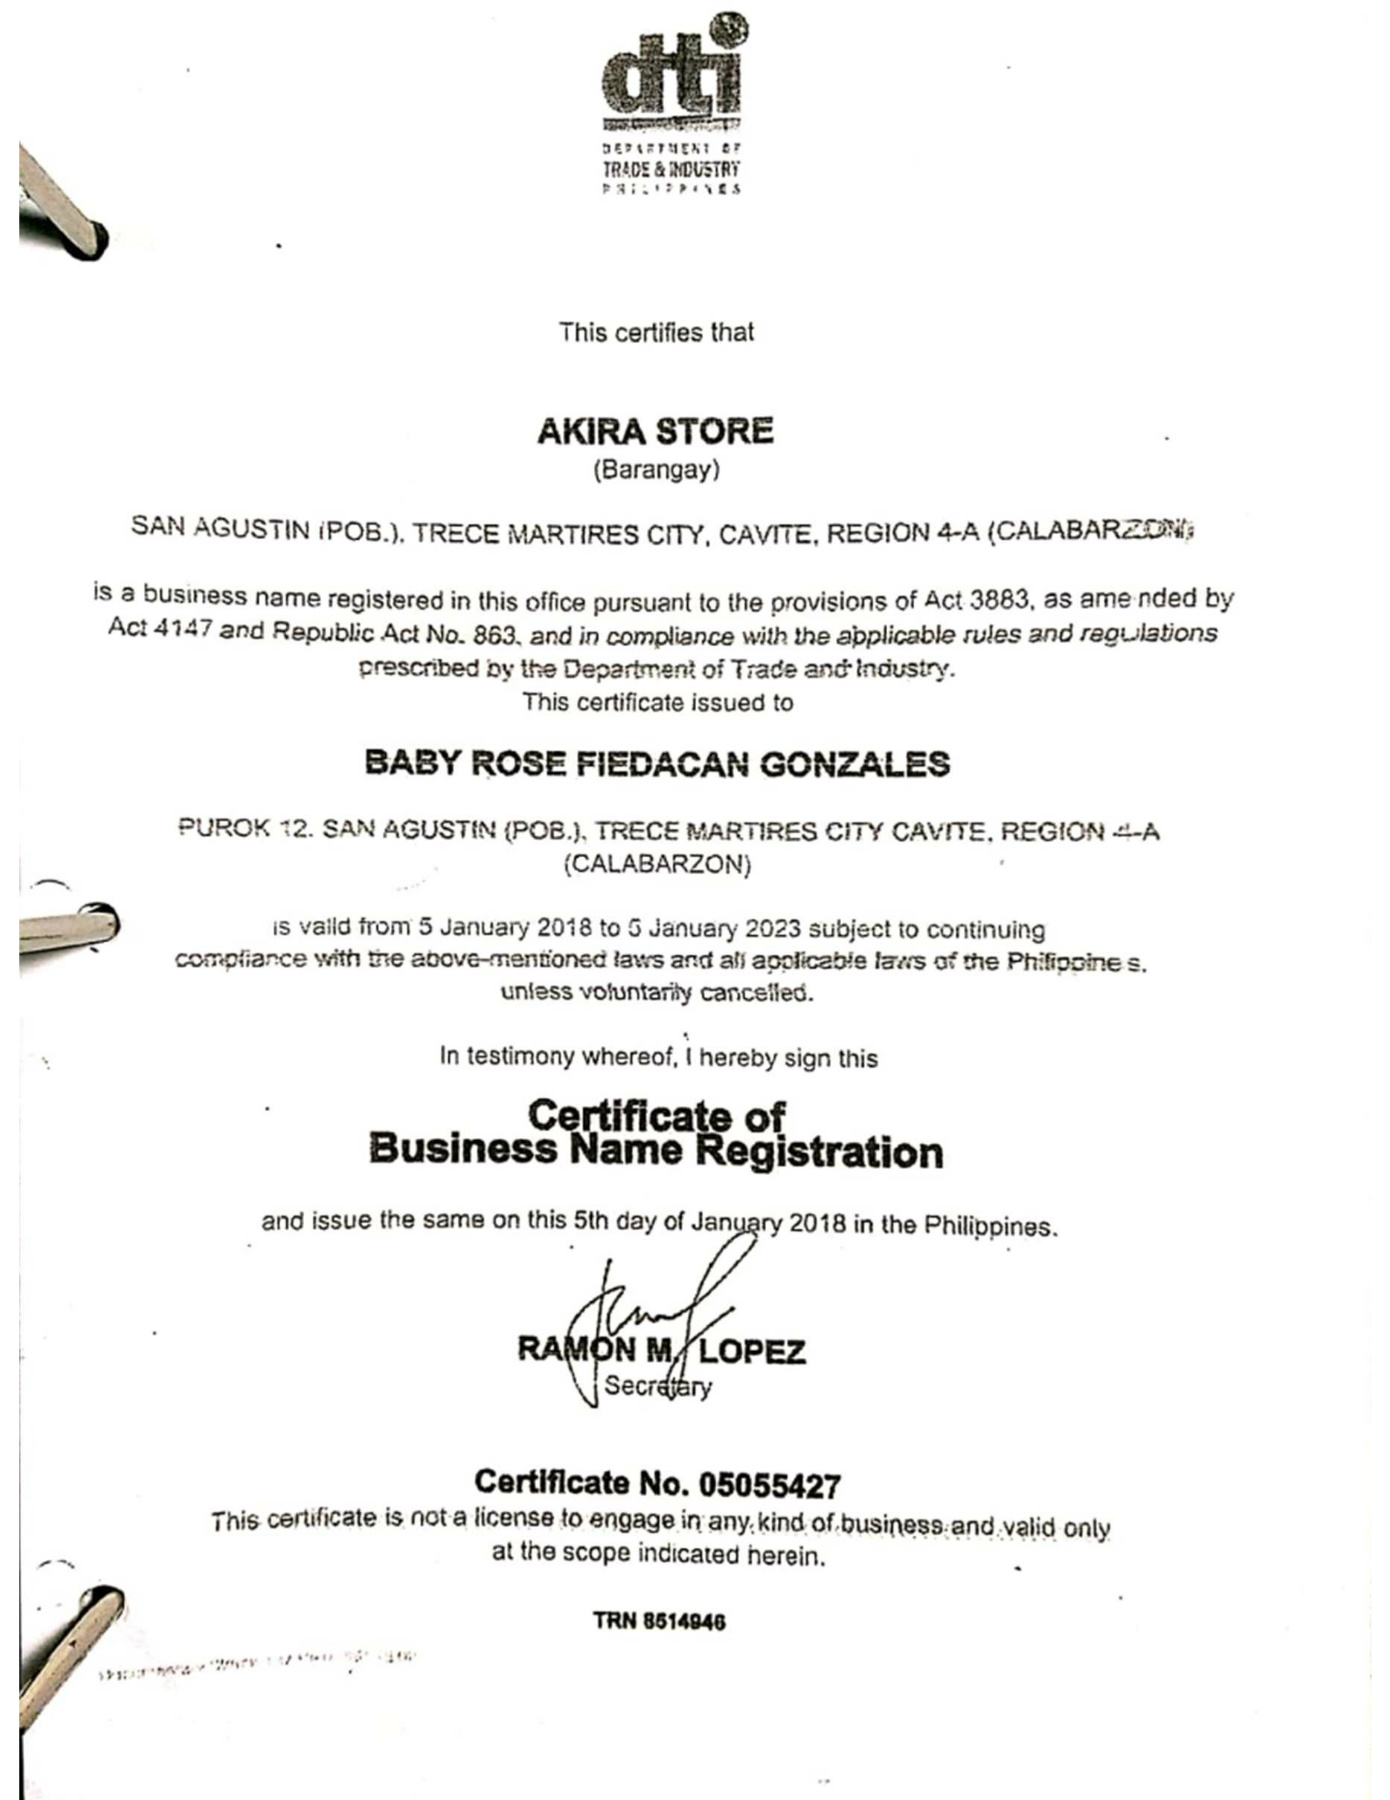 dti
DEPARTMENT OF
TRADE & INDUSTRY
PHILIPPINES
This certifies that
AKIRA STORE
(Barangay)
SAN AGUSTIN (POB.), TRECE MARTIRES CITY, CAVITE, REGION 4-A (CALABARZON)
is a business name registered in this office pursuant to the provisions of Act 3883, as amended by
Act 4147 and Republic Act No. 863, and in compliance with the applicable rules and regulations
prescribed by the Department of Trade and Industry.
This certificate issued to
BABY ROSE FIEDACAN GONZALES
PUROK 12, SAN AGUSTIN (POB.), TRECE MARTIRES CITY CAVITE, REGION 4-A
(CALABARZON)
is valid from 5 January 2018 to 5 January 2023 subject to continuing
compliance with the above-mentioned laws and all applicable laws of the Philippines,
unless voluntarily cancelled.
In testimony whereof, I hereby sign this
Certificate of
Business Name Registration
and issue the same on this 5th day of January 2018 in the Philippines.
RAMON M. LOPEZ
Secretary
Certificate No. 05055427
This certificate is not a license to engage in any kind of business and valid only
at the scope indicated herein.
TRN 8514946